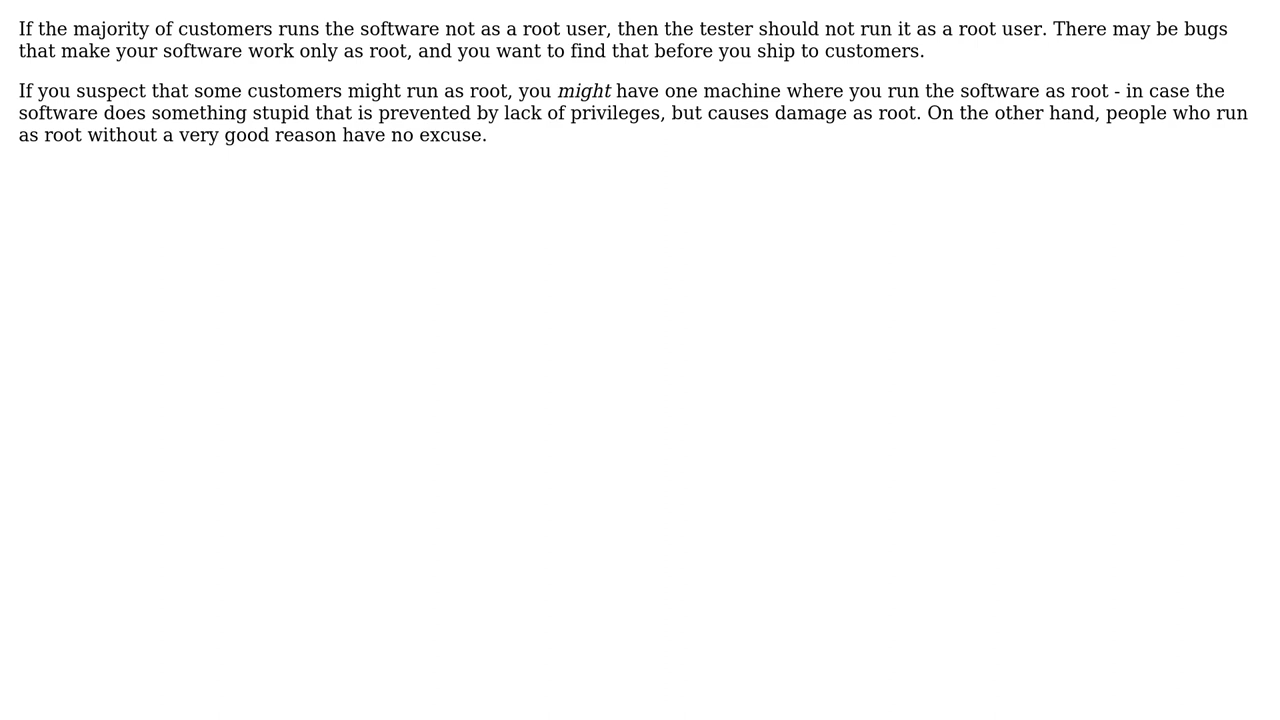 If the majority of customers runs the software not as a root user, then the tester should not run it as a root user. There may be bugs
that make your software work only as root, and you want to find that before you ship to customers.
If you suspect that some customers might run as root, you might have one machine where you run the software as root - in case the
software does something stupid that is prevented by lack of privileges, but causes damage as root. On the other hand, people who run
as root without a very good reason have no excuse.